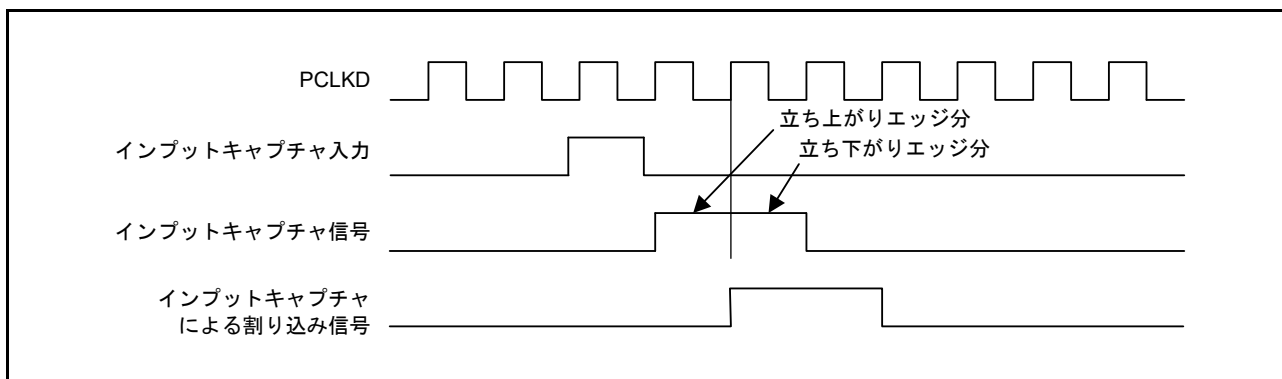 PCLKD
立ち上がりエッジ分
立ち下がりエッジ分
インプットキャプチャ入力
インプットキャプチャ信号
インプットキャプチャ
による割り込み信号